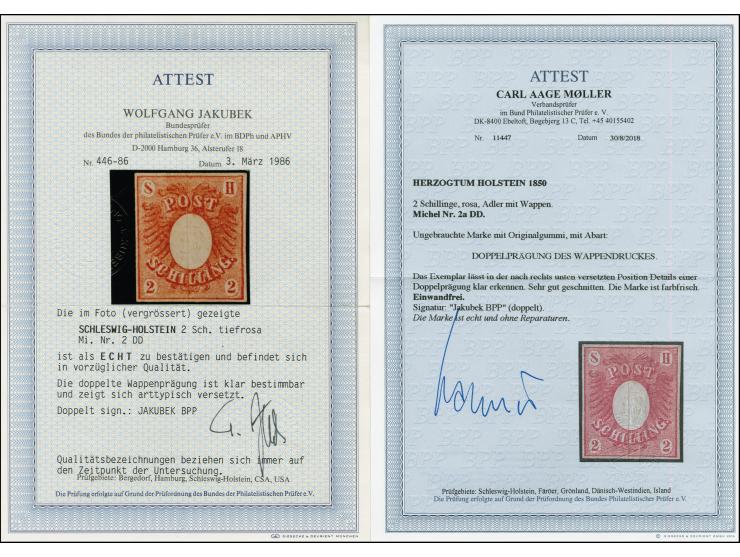 ATTEST
WOLFGANG JAKUBEK
Bundesprüfer
des Bundes der philatelistischen Prüfer e.V. im BDPh und APHV
D-2000 Hamburg 36, Alsterufer 18
Nr. 446-86 Datum 3. März 1986
S H
POST
SCHILLING.
2 2
Die im Foto (vergrössert) gezeigte
SCHLESWIG-HOLSTEIN 2 Sch. tiefrosa
Mi. Nr. 2 DD
ist als E C H T zu bestätigen und befindet sich
in vorzüglicher Qualität.
Die doppelte Wappenprägung ist klar bestimmbar
und zeigt sich arttypisch versetzt.
Doppelt sign.: JAKUBEK BPP
Qualitätsbezeichnungen beziehen sich immer auf
den Zeitpunkt der Untersuchung.
Prüfgebiete: Bergedorf, Hamburg, Schleswig-Holstein, CSA, USA
Die Prüfung erfolgte auf Grund der Prüfordnung des Bundes der Philatelistischen Prüfer e.V.
GIESECKE & DEVRIENT MÜNCHEN
ATTEST
CARL AAGE MØLLER
Verbandsprüfer
im Bund Philatelistischer Prüfer e. V.
DK-8400 Ebeltoft, Bøgebjerg 13 C, Tel. +45 40155402
Nr. 11447 Datum 30/8/2018
HERZOGTUM HOLSTEIN 1850
2 Schillinge, rosa, Adler mit Wappen.
Michel Nr. 2a DD.
Ungebrauchte Marke mit Originalgummi, mit Abart:
DOPPELPRÄGUNG DES WAPPENDRUCKES.
Das Exemplar lässt in der nach rechts unten versetzten Position Details einer
Doppelprägung klar erkennen. Sehr gut geschnitten. Die Marke ist farbfrisch.
Einwandfrei.
Signatur: "Jakubek BPP" (doppelt).
Die Marke ist echt und ohne Reparaturen.
S H
POST
SCHILLING.
2 2
Prüfgebiete: Schleswig-Holstein, Färöer, Grönland, Dänisch-Westindien, Island
Die Prüfung erfolgte auf Grund der Prüfordnung des Bundes Philatelistischer Prüfer e.V.